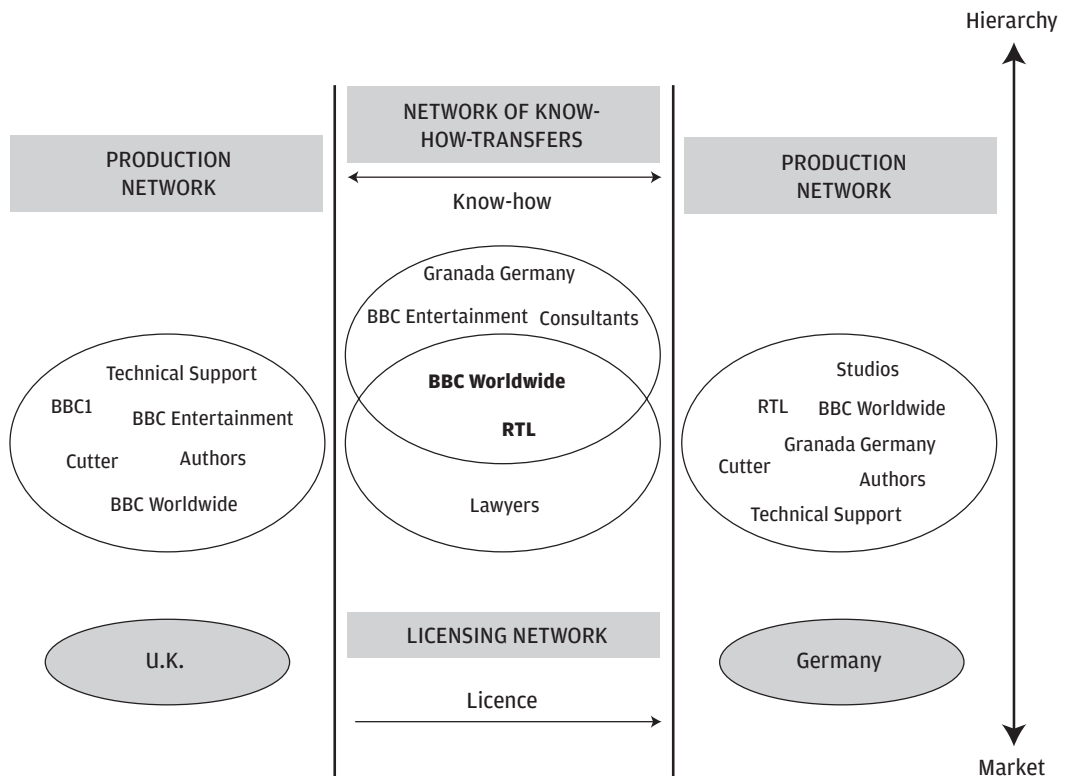 Hierarchy
NETWORK OF KNOW-
HOW-TRANSFERS
PRODUCTION
NETWORK
PRODUCTION
NETWORK
Know-how
Granada Germany
BBC Entertainment Consultants
BBC Worldwide
RTL
Lawyers
Technical Support
BBC1
BBC Entertainment
Cutter
Authors
BBC Worldwide
Studios
RTL
BBC Worldwide
Granada Germany
Cutter
Authors
Technical Support
LICENSING NETWORK
U.K.
Germany
Licence
Market